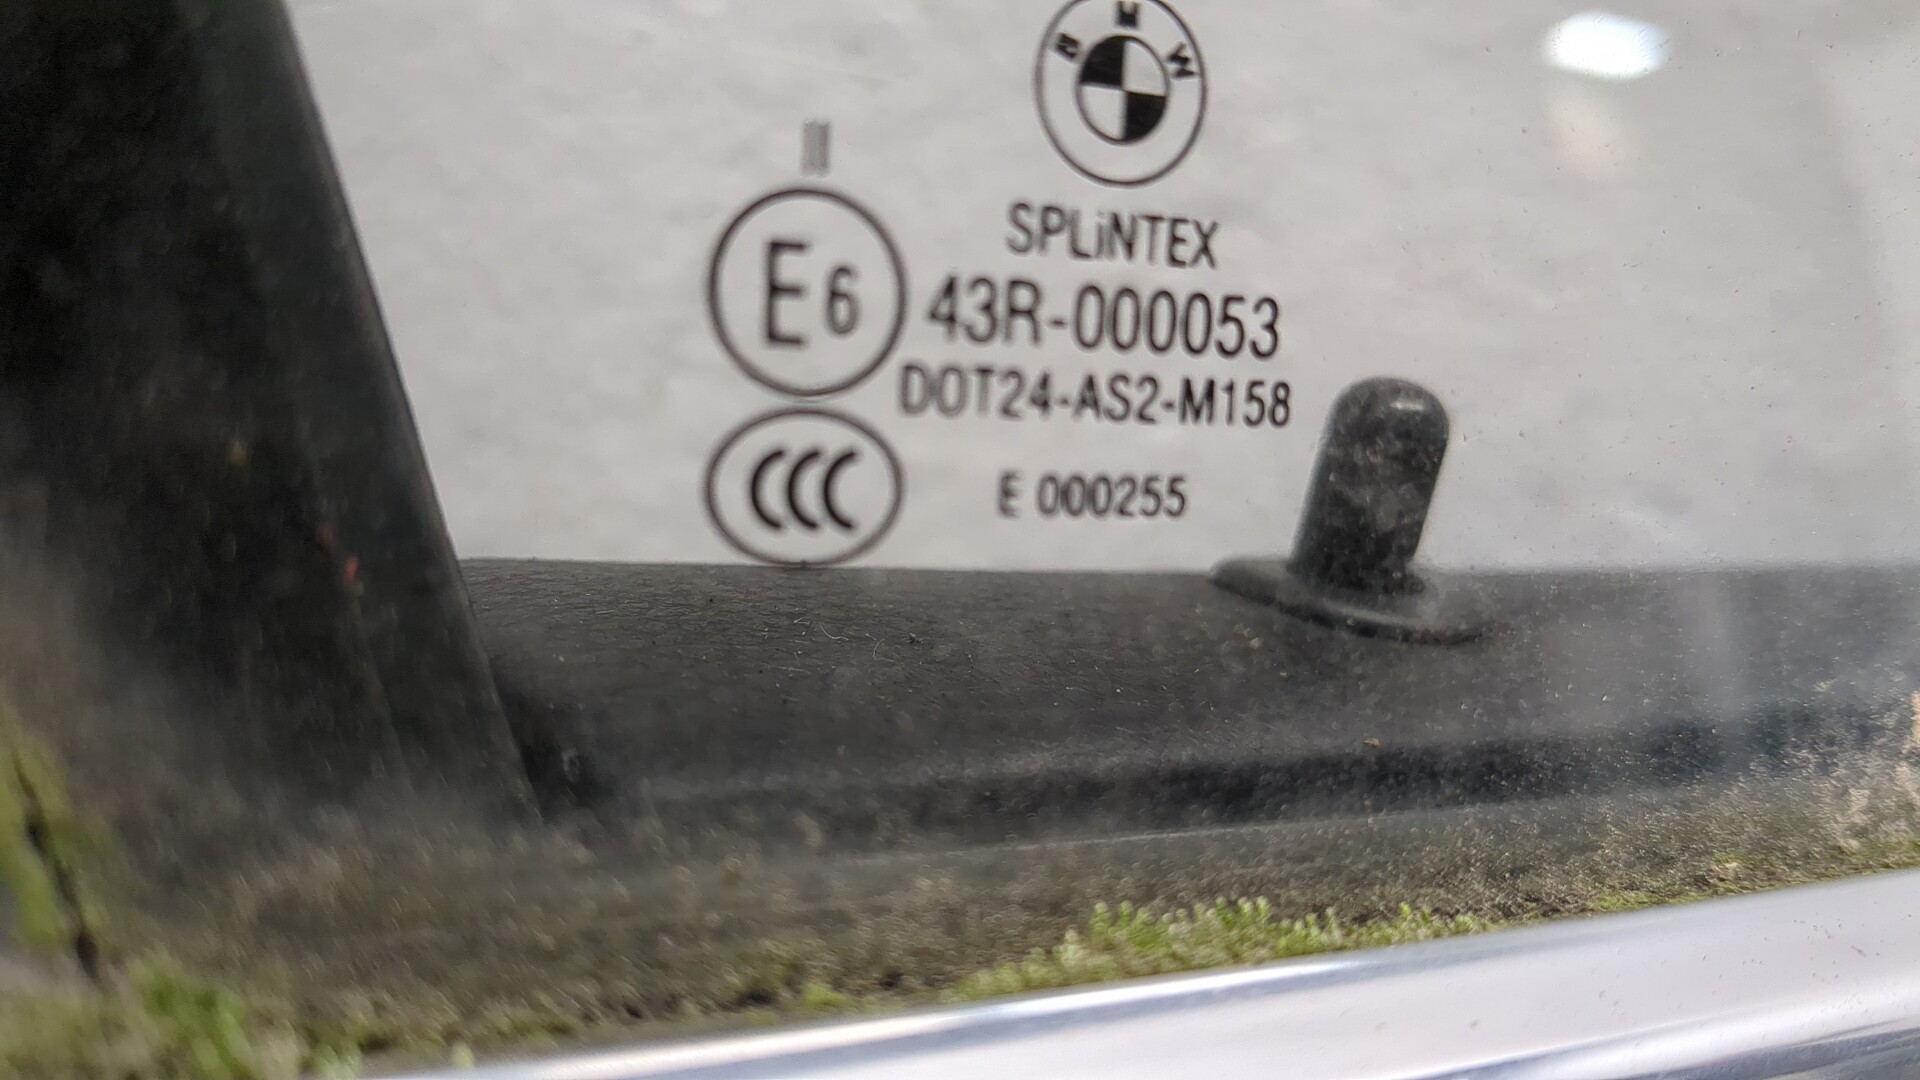 BMW
II
SPLiNTEX
E6
43R-000053
DOT24-AS2-M158
CCC
E 000255